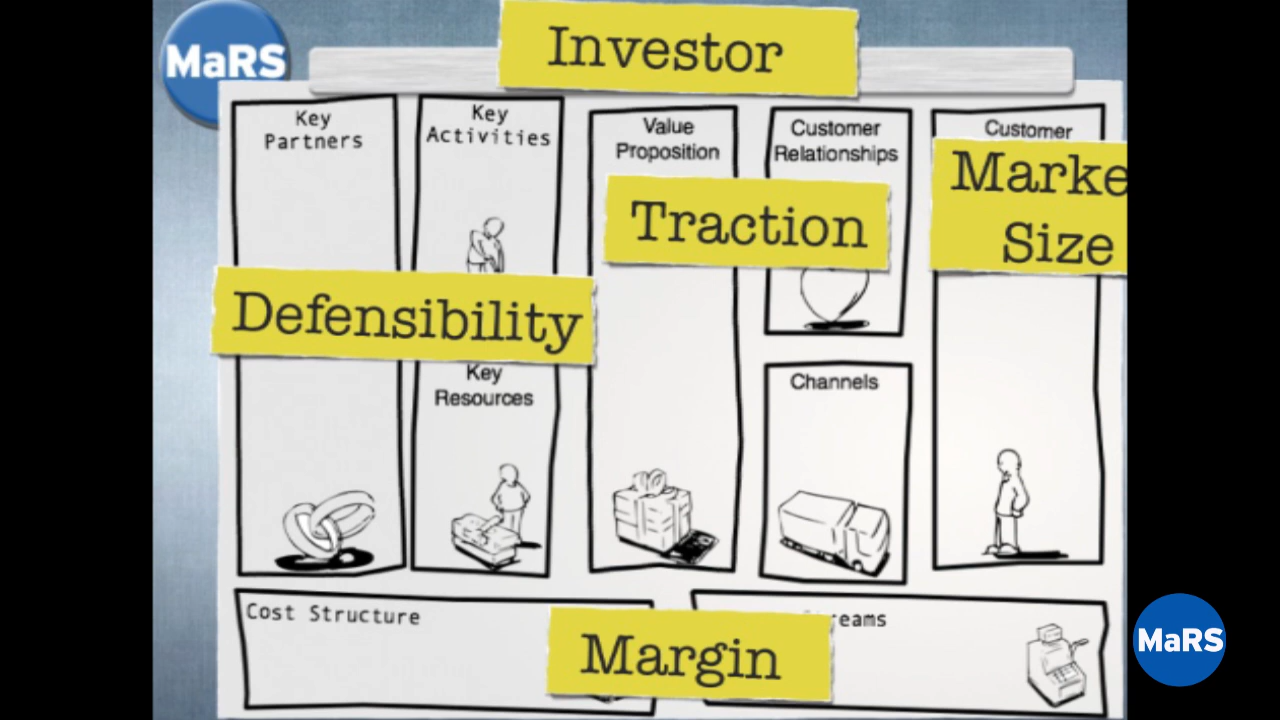 MaRS
Investor
Key
Partners
Key
Activities
Value
Proposition
Customer
Relationships
Customer
Marke
Size
Traction
Defensibility
Key
Resources
Channels
Cost Structure
reams
Margin
MaRS